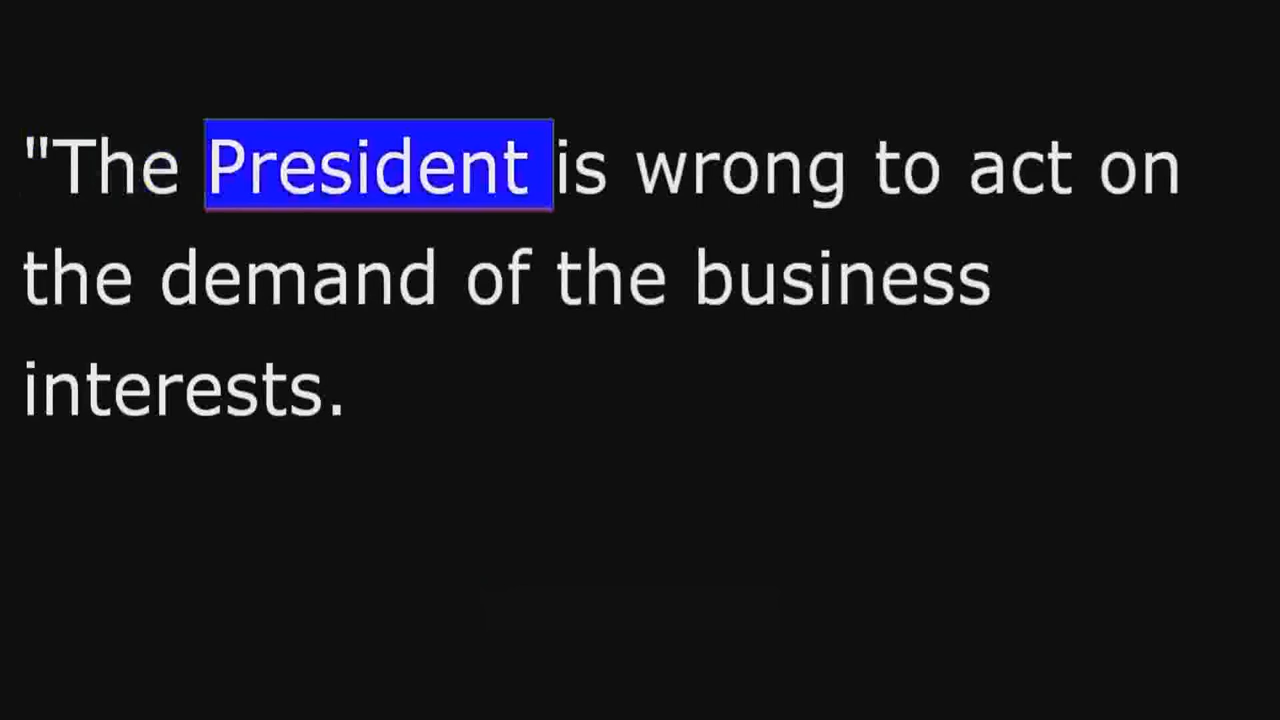 "The President is wrong to act on
the demand of the business
interests.